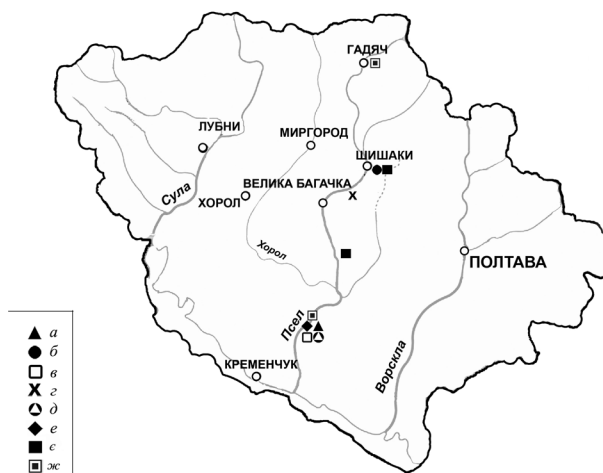 ГАДЯЧ
ЛУБНИ
МИРГОРОД
ШИШАКИ
ВЕЛИКА БАГАЧКА
Сула
ХОРОЛ
Хорол
ПОЛТАВА
Псел
Ворскла
КРЕМЕНЧУК
а
б
в
г
д
е
є
ж